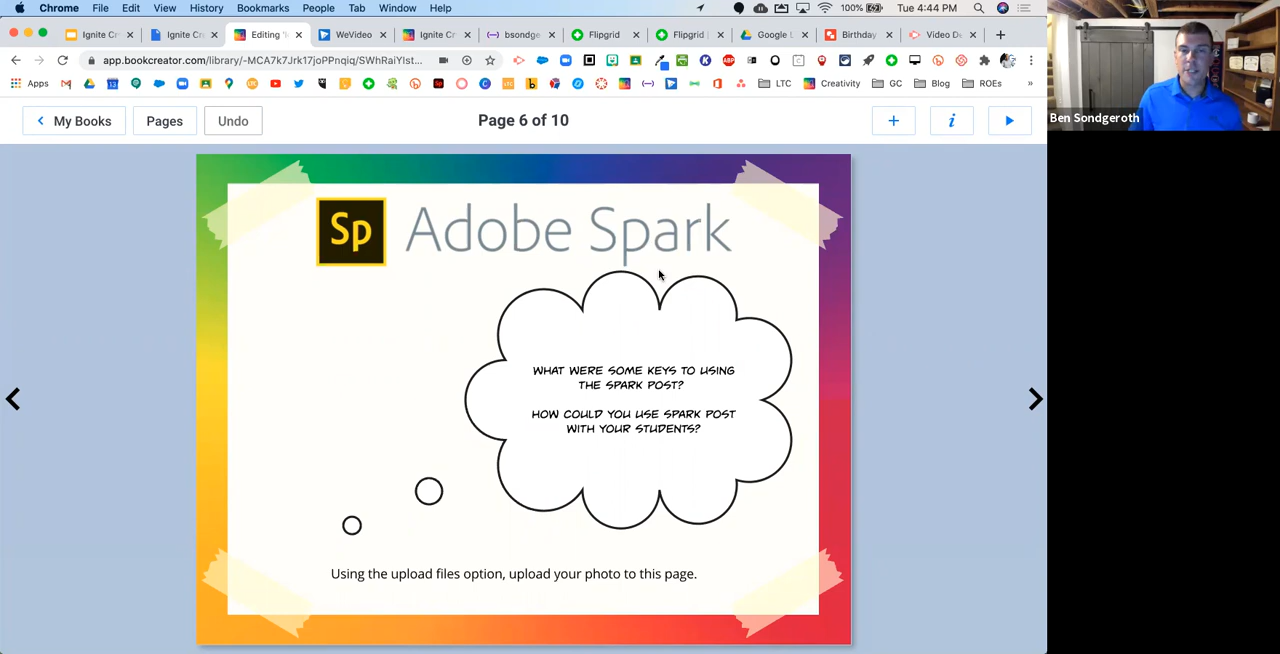 Chrome File Edit View History Bookmarks People Tab Window Help 100% Tue 4:44 PM
Ignite Cr Ignite Cr Editing 'I WeVideo Ignite Cr bsondge Flipgrid Flipgrid | Google L Birthday Video De
app.bookcreator.com/library/-MCA7k7Jrk17joPPnqiq/SWhRaiYIst...
Apps LTC Creativity GC Blog ROEs
My Books Pages Undo Page 6 of 10 + i
Ben Sondgeroth
Sp Adobe Spark
WHAT WERE SOME KEYS TO USING
THE SPARK POST?
HOW COULD YOU USE SPARK POST
WITH YOUR STUDENTS?
Using the upload files option, upload your photo to this page.